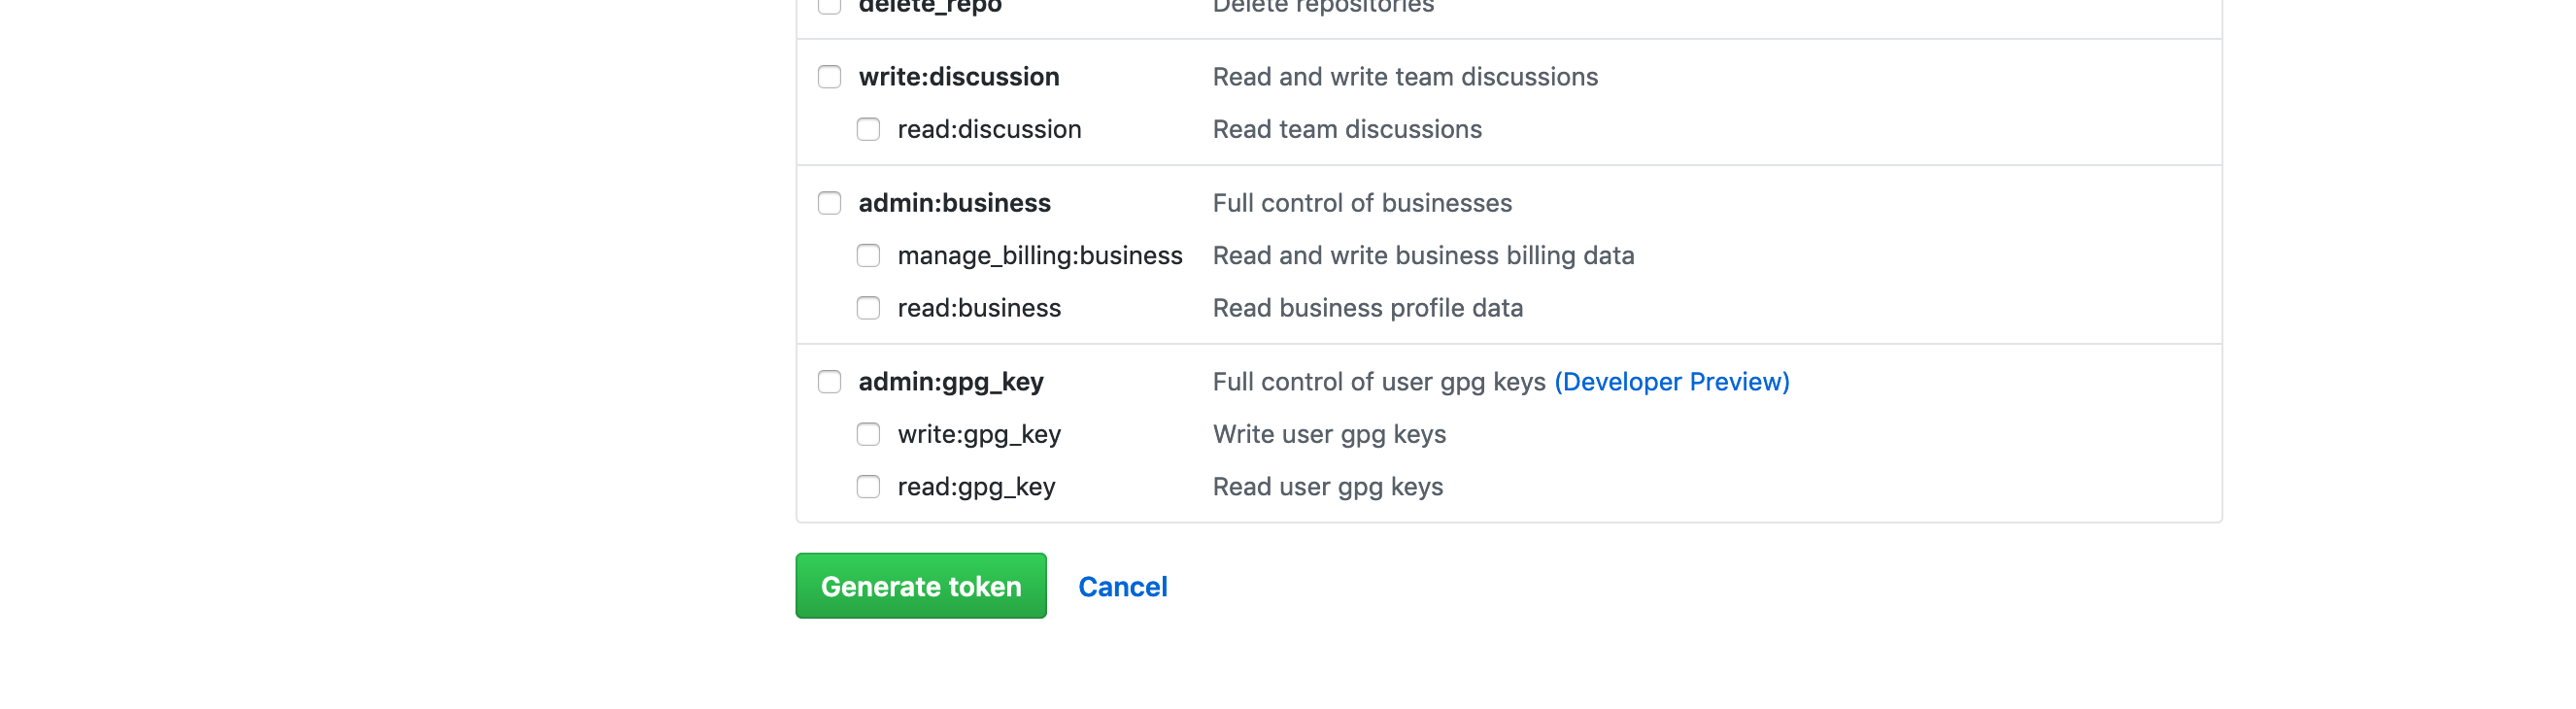 delete_repo Delete repositories
write:discussion Read and write team discussions
read:discussion Read team discussions
admin:business Full control of businesses
manage_billing:business Read and write business billing data
read:business Read business profile data
admin:gpg_key Full control of user gpg keys (Developer Preview)
write:gpg_key Write user gpg keys
read:gpg_key Read user gpg keys
Generate token Cancel